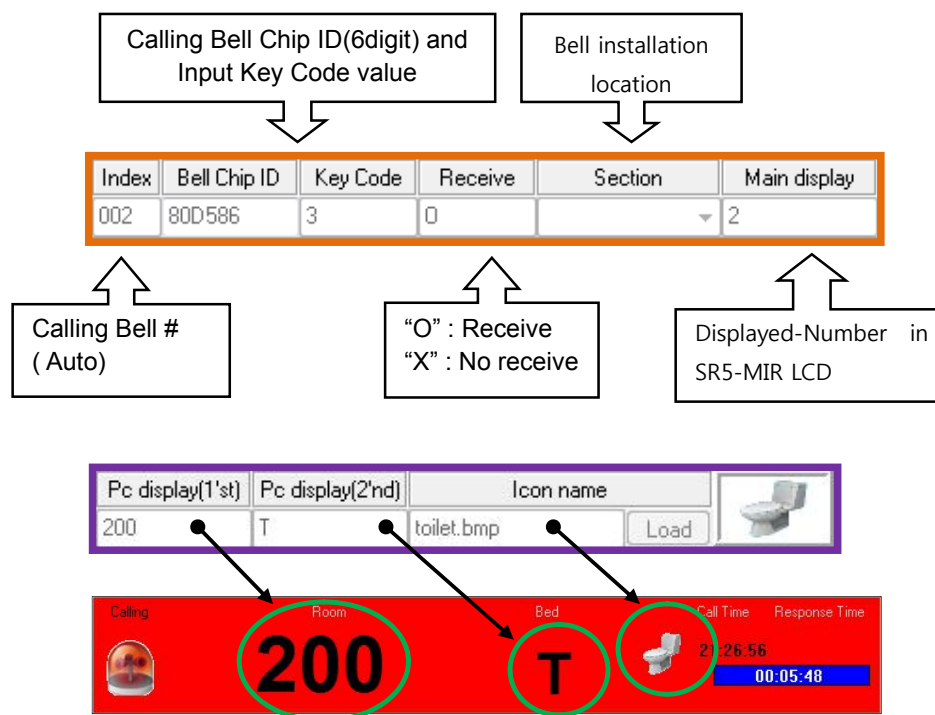 Calling Bell Chip ID(6digit) and
Input Key Code value
Bell installation
location
Index Bell Chip ID Key Code Receive Section Main display
002 80D586 3 O 2
Calling Bell #
( Auto)
“O” : Receive
“X” : No receive
Displayed-Number in
SR5-MIR LCD
Pc display(1'st) Pc display(2'nd) Icon name
200 T toilet.bmp Load
Calling Room Bed Call Time Response Time
200 T 21:26:56
00:05:48